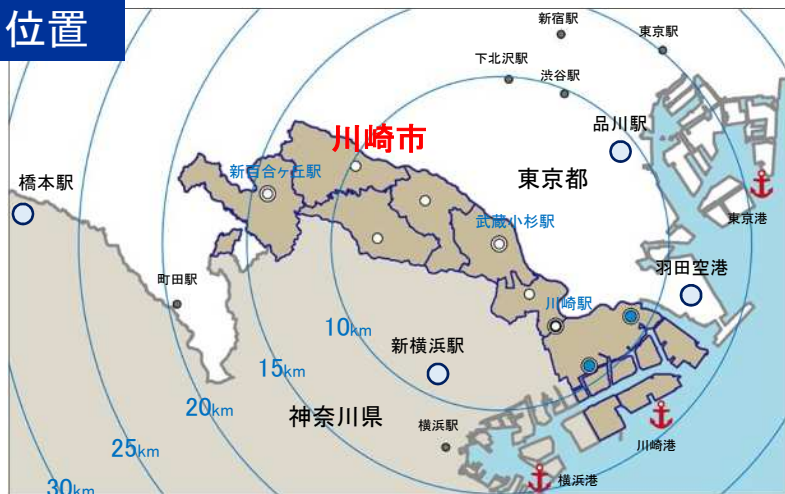 位置
新宿駅
東京駅
下北沢駅
渋谷駅
川崎市
品川駅
新百合ヶ丘駅
橋本駅
東京都
東京港
武蔵小杉駅
羽田空港
町田駅
川崎駅
10km
新横浜駅
15km
20km
神奈川県
横浜駅
川崎港
25km
横浜港
30km